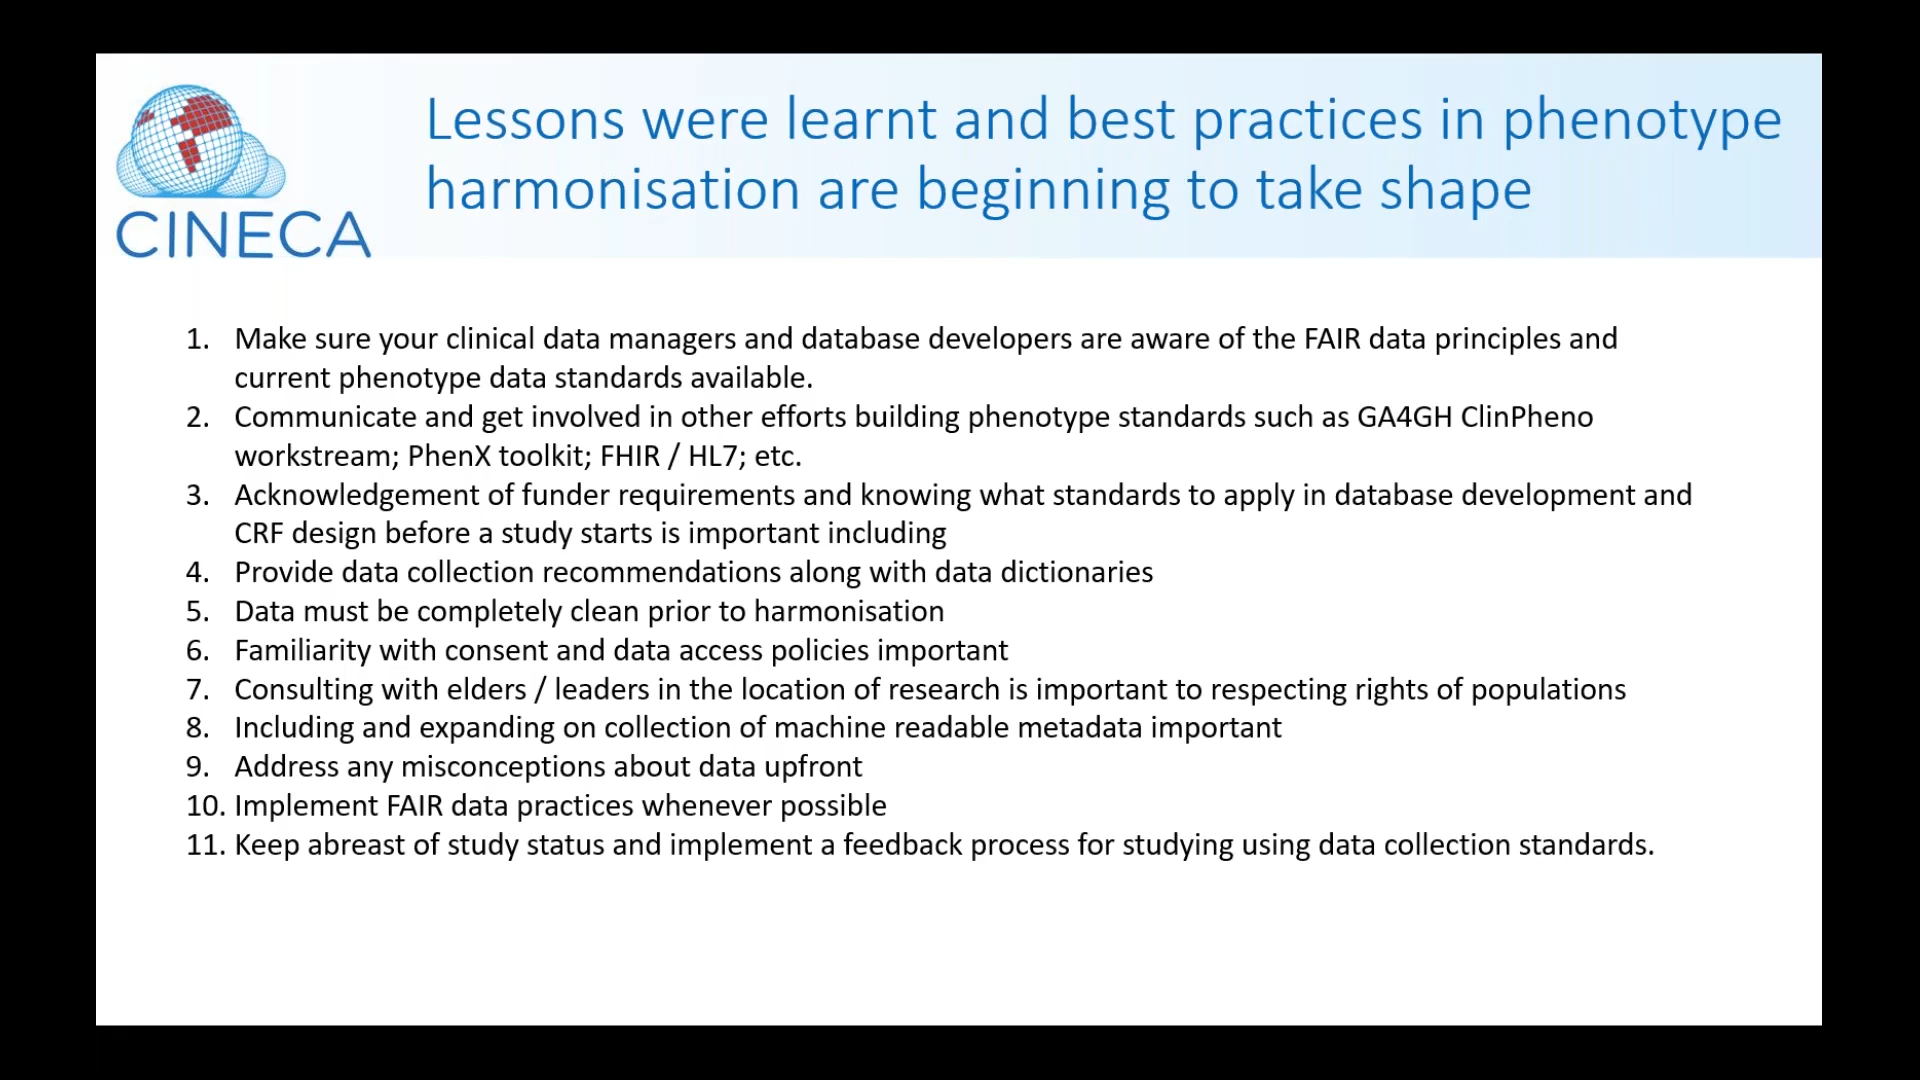 CINECA
Lessons were learnt and best practices in phenotype
harmonisation are beginning to take shape
1. Make sure your clinical data managers and database developers are aware of the FAIR data principles and
current phenotype data standards available.
2. Communicate and get involved in other efforts building phenotype standards such as GA4GH ClinPheno
workstream; PhenX toolkit; FHIR / HL7; etc.
3. Acknowledgement of funder requirements and knowing what standards to apply in database development and
CRF design before a study starts is important including
4. Provide data collection recommendations along with data dictionaries
5. Data must be completely clean prior to harmonisation
6. Familiarity with consent and data access policies important
7. Consulting with elders / leaders in the location of research is important to respecting rights of populations
8. Including and expanding on collection of machine readable metadata important
9. Address any misconceptions about data upfront
10. Implement FAIR data practices whenever possible
11. Keep abreast of study status and implement a feedback process for studying using data collection standards.